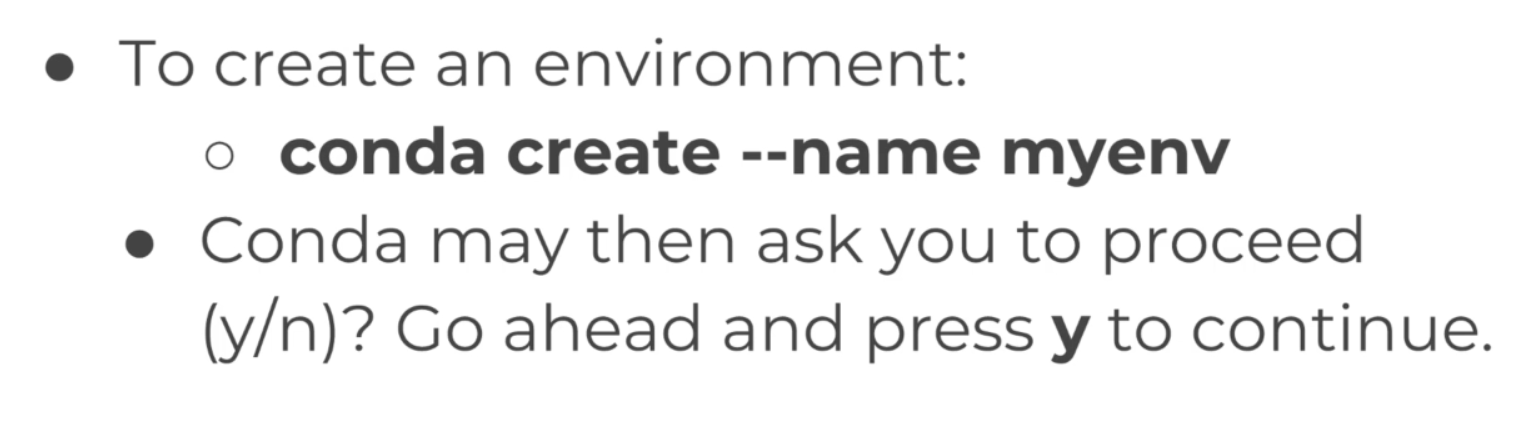 ● To create an environment:
○ conda create --name myenv
● Conda may then ask you to proceed
(y/n)? Go ahead and press y to continue.